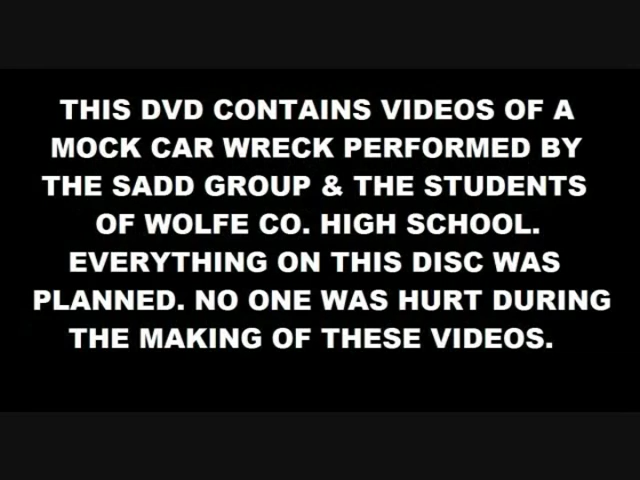 THIS DVD CONTAINS VIDEOS OF A
MOCK CAR WRECK PERFORMED BY
THE SADD GROUP & THE STUDENTS
OF WOLFE CO. HIGH SCHOOL.
EVERYTHING ON THIS DISC WAS
PLANNED. NO ONE WAS HURT DURING
THE MAKING OF THESE VIDEOS.